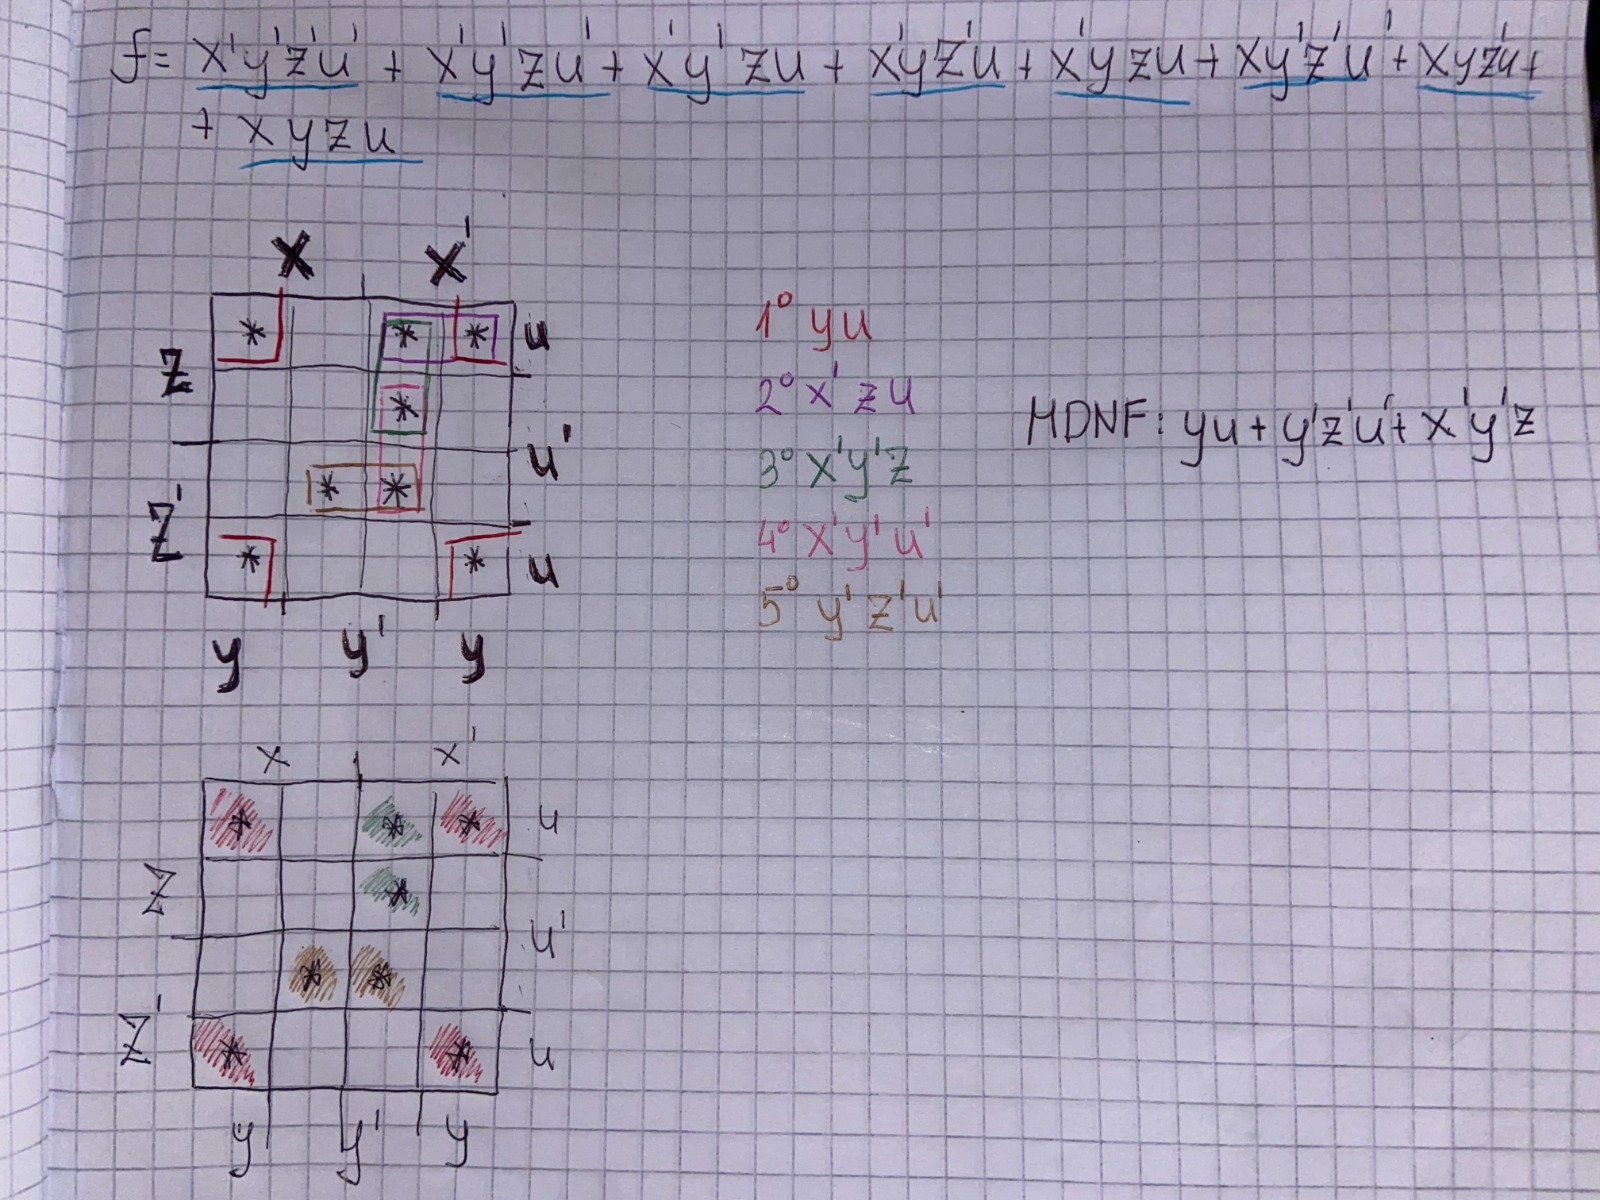 f= x'y'z'u' + x'y'zu' + x'y'zu + x'yz'u + x'yzu + xy'z'u' + xyz'u +
+ xyzu
x x'
z u
u'
z' u
y y' y
1° yu
2° x'zu
3° x'y'z
4° x'y'u'
5° y'z'u'
MDNF: yu + y'z'u' + x'y'z
x x'
u
z
u'
z' u
y y' y